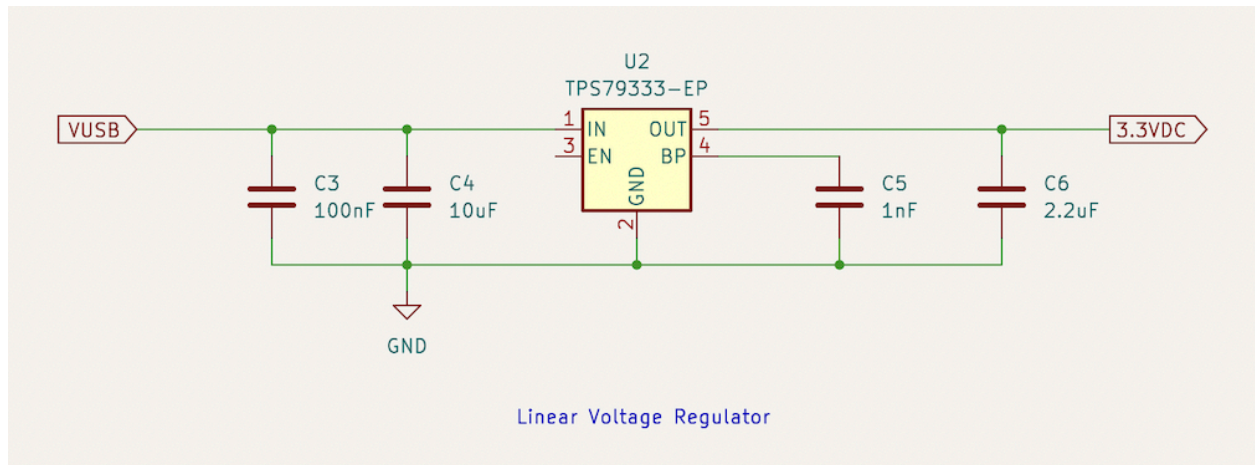 U2
TPS79333-EP
VUSB
1
IN
OUT
5
3.3VDC
3
EN
BP
4
GND
2
C3
100nF
C4
10uF
C5
1nF
C6
2.2uF
GND
Linear Voltage Regulator